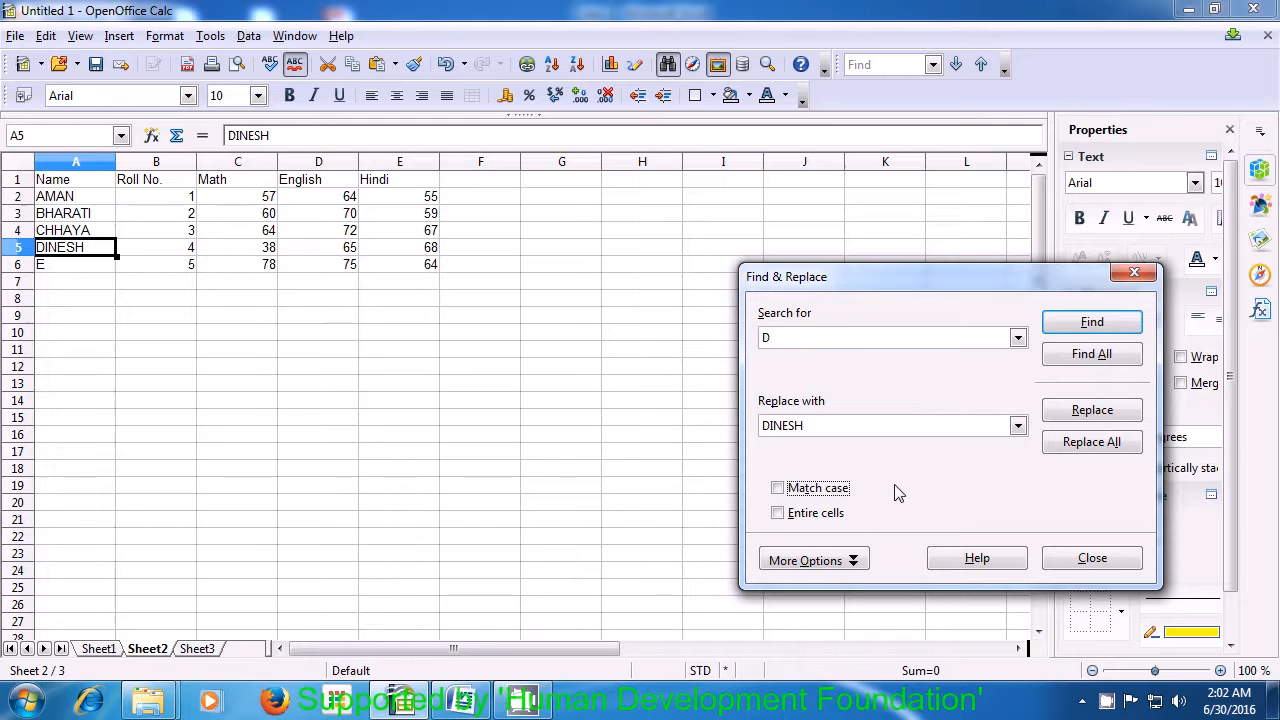 Untitled 1 - OpenOffice Calc
File Edit View Insert Format Tools Data Window Help
Find
Arial 10
A5 DINESH
Properties
Text
Arial
A B C D E F G H I J K L
1 Name Roll No. Math English Hindi
2 AMAN 1 57 64 55
3 BHARATI 2 60 70 59
4 CHHAYA 3 64 72 67
5 DINESH 4 38 65 68
6 E 5 78 75 64
7
8
9
10
11
12
13
14
15
16
17
18
19
20
21
22
23
24
25
26
27
28
Find & Replace
Search for
D
Find
Find All
Replace with
DINESH
Replace
Replace All
Match case
Entire cells
More Options
Help
Close
Wrap
Merg
egrees
ertically stac
Sheet1 Sheet2 Sheet3
Sheet 2 / 3 Default STD * Sum=0 100 %
Supported by 'Human Development Foundation'
2:02 AM
6/30/2016